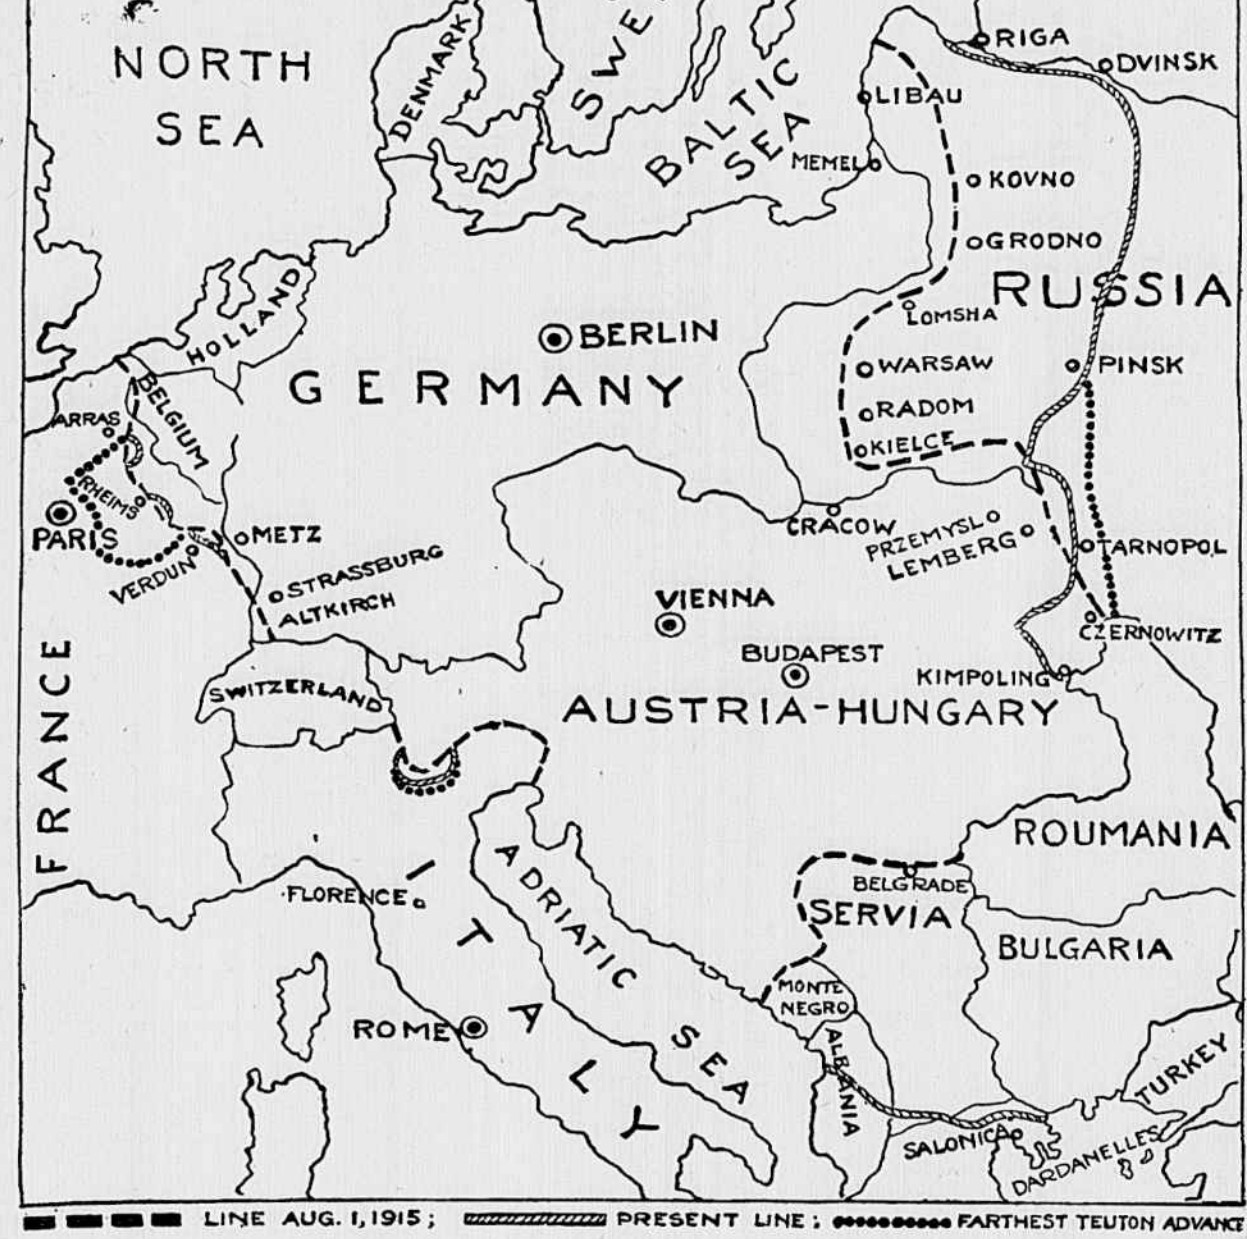 NORTH
SEA
DENMARK
SWE
BALTIC
SEA
RIGA
DVINSK
LIBAU
MEMEL
KOVNO
GRODNO
RUSSIA
HOLLAND
LOMSHA
BERLIN
GERMANY
WARSAW
PINSK
RADOM
KIELCE
BELGIUM
ARRAS
RHEIMS
PARIS
METZ
VERDUN
STRASSBURG
ALTKIRCH
CRACOW
PRZEMYSL
LEMBERG
TARNOPOL
VIENNA
CZERNOWITZ
BUDAPEST
KIMPOLING
FRANCE
SWITZERLAND
AUSTRIA-HUNGARY
ROUMANIA
FLORENCE
ITALY
ADRIATIC SEA
BELGRADE
SERVIA
BULGARIA
MONTE
NEGRO
ROME
ALBANIA
TURKEY
SALONICA
DARDANELLES
LINE AUG. 1, 1915; PRESENT LINE; FARTHEST TEUTON ADVANCE